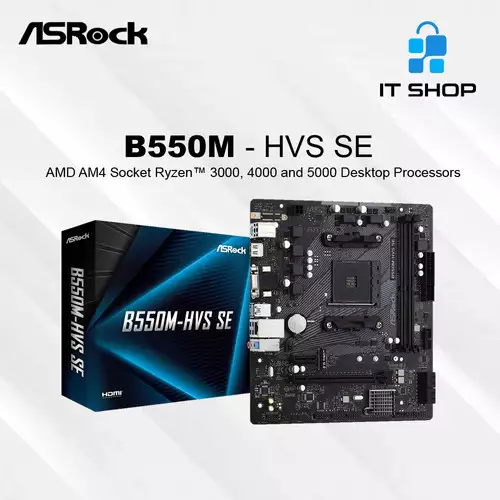 ASRock
IT SHOP
B550M - HVS SE
AMD AM4 Socket Ryzen™ 3000, 4000 and 5000 Desktop Processors
ASRock
ASRock
B550M-HVS SE
B550M-HVS SE
HDMI